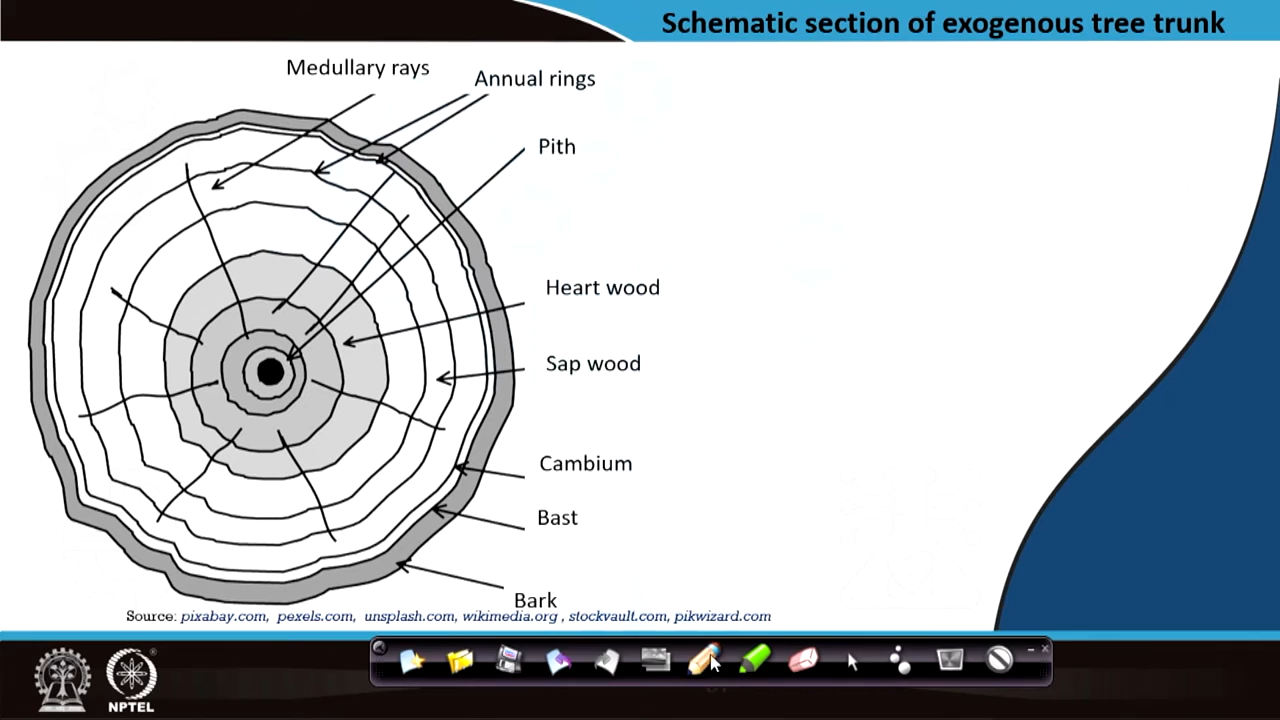 Schematic section of exogenous tree trunk
Medullary rays
Annual rings
Pith
Heart wood
Sap wood
Cambium
Bast
Bark
Source: pixabay.com, pexels.com, unsplash.com, wikimedia.org , stockvault.com, pikwizard.com
NPTEL